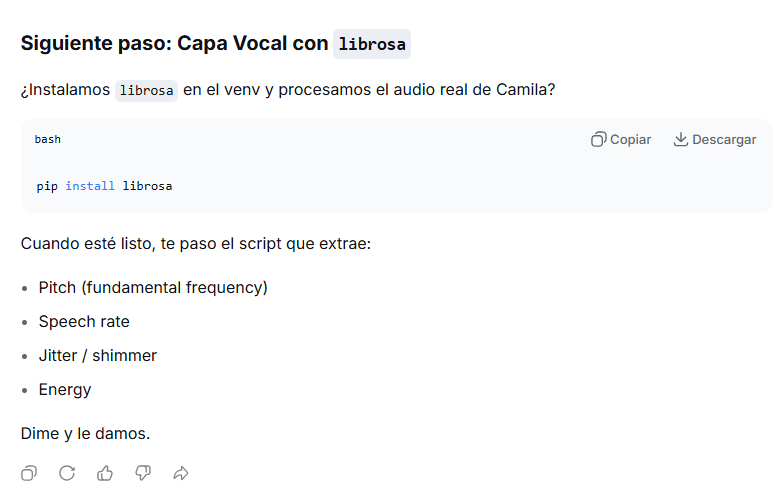 Siguiente paso: Capa Vocal con librosa
¿Instalamos librosa en el venv y procesamos el audio real de Camila?
bash
Copiar
Descargar
pip install librosa
Cuando esté listo, te paso el script que extrae:
• Pitch (fundamental frequency)
• Speech rate
• Jitter / shimmer
• Energy
Dime y le damos.